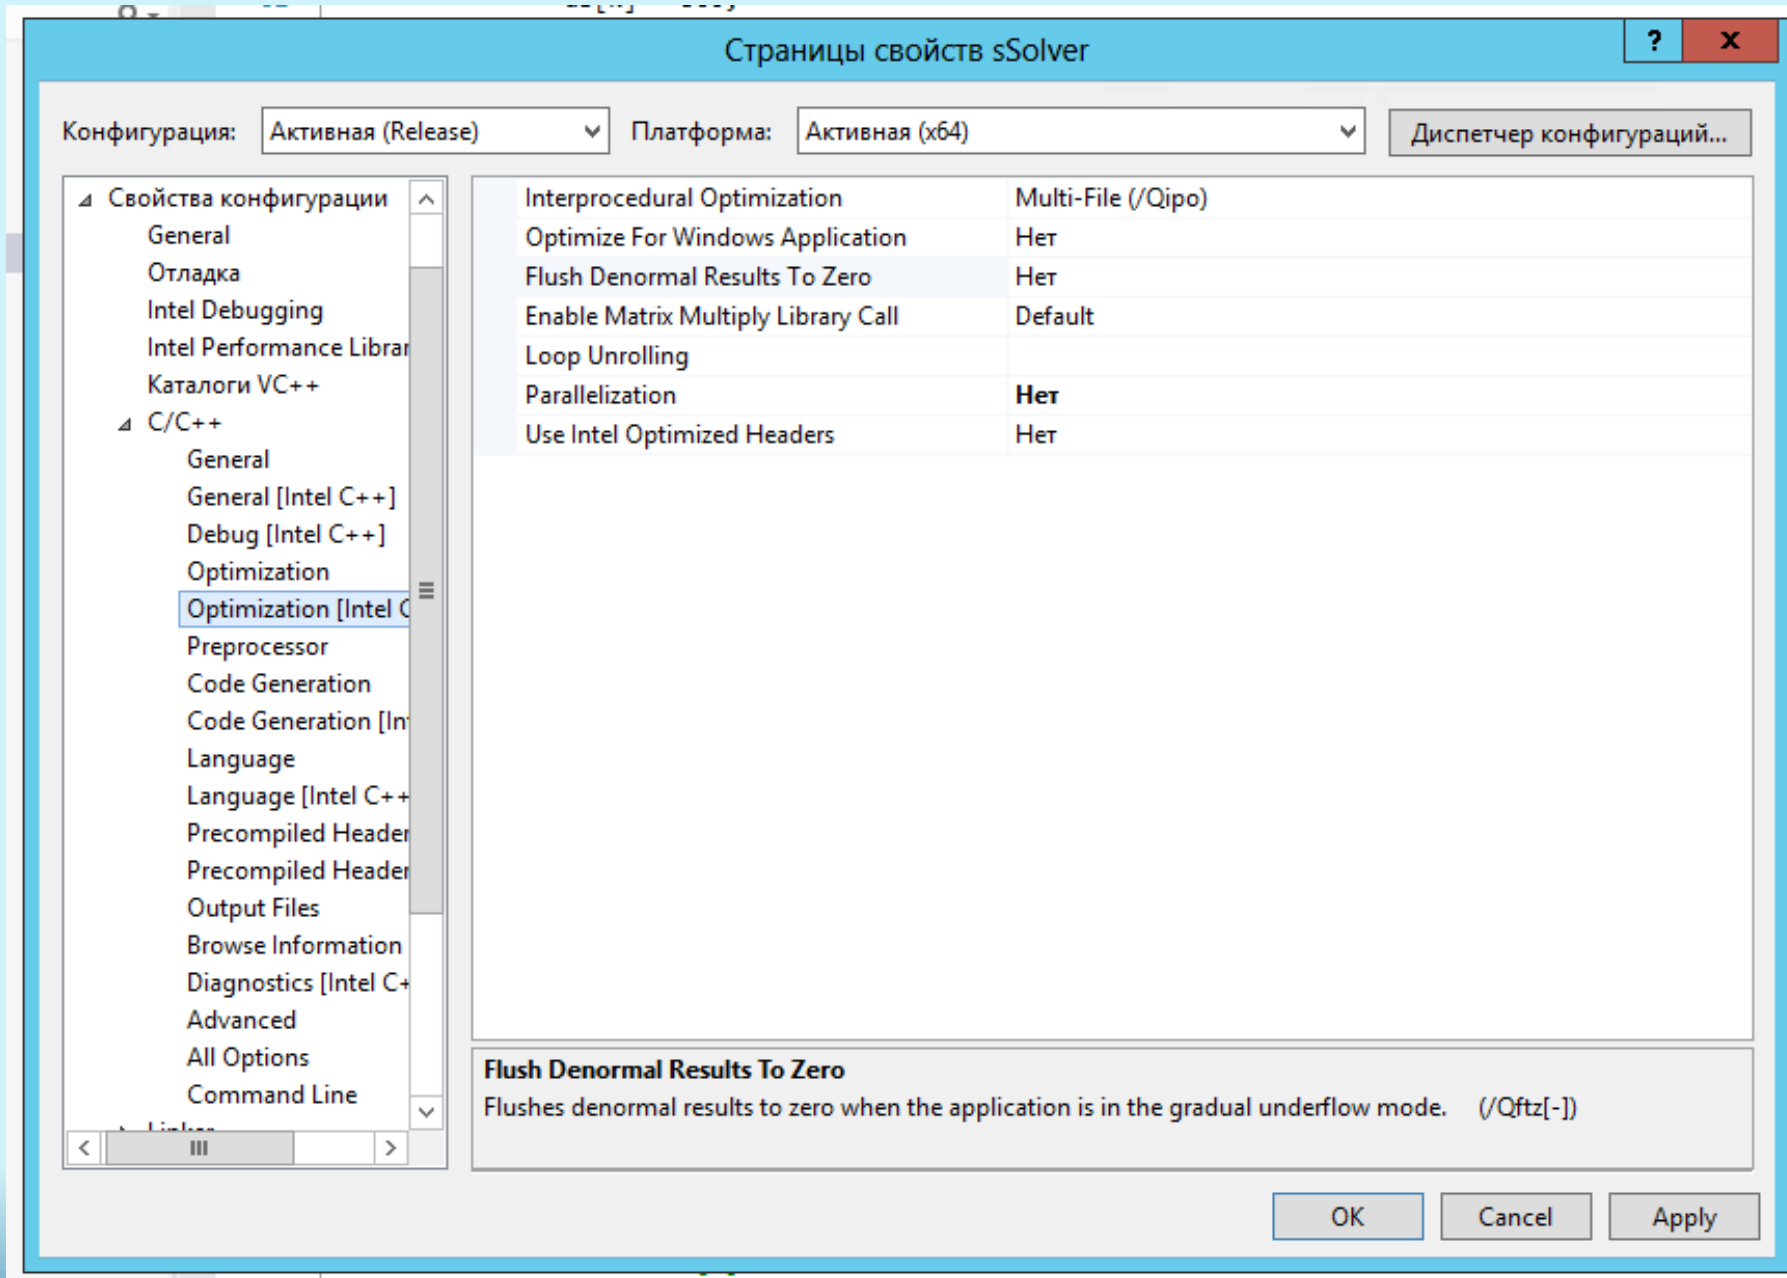 Страницы свойств sSolver
?
x
Конфигурация:
Активная (Release)
Платформа:
Активная (x64)
Диспетчер конфигураций...
Свойства конфигурации
General
Отладка
Intel Debugging
Intel Performance Librar
Каталоги VC++
C/C++
General
General [Intel C++]
Debug [Intel C++]
Optimization
Optimization [Intel C
Preprocessor
Code Generation
Code Generation [Int
Language
Language [Intel C++
Precompiled Header
Precompiled Header
Output Files
Browse Information
Diagnostics [Intel C+
Advanced
All Options
Command Line
Linker
Interprocedural Optimization Multi-File (/Qipo)
Optimize For Windows Application Нет
Flush Denormal Results To Zero Нет
Enable Matrix Multiply Library Call Default
Loop Unrolling
Parallelization Нет
Use Intel Optimized Headers Нет
Flush Denormal Results To Zero
Flushes denormal results to zero when the application is in the gradual underflow mode. (/Qftz[-])
OK
Cancel
Apply